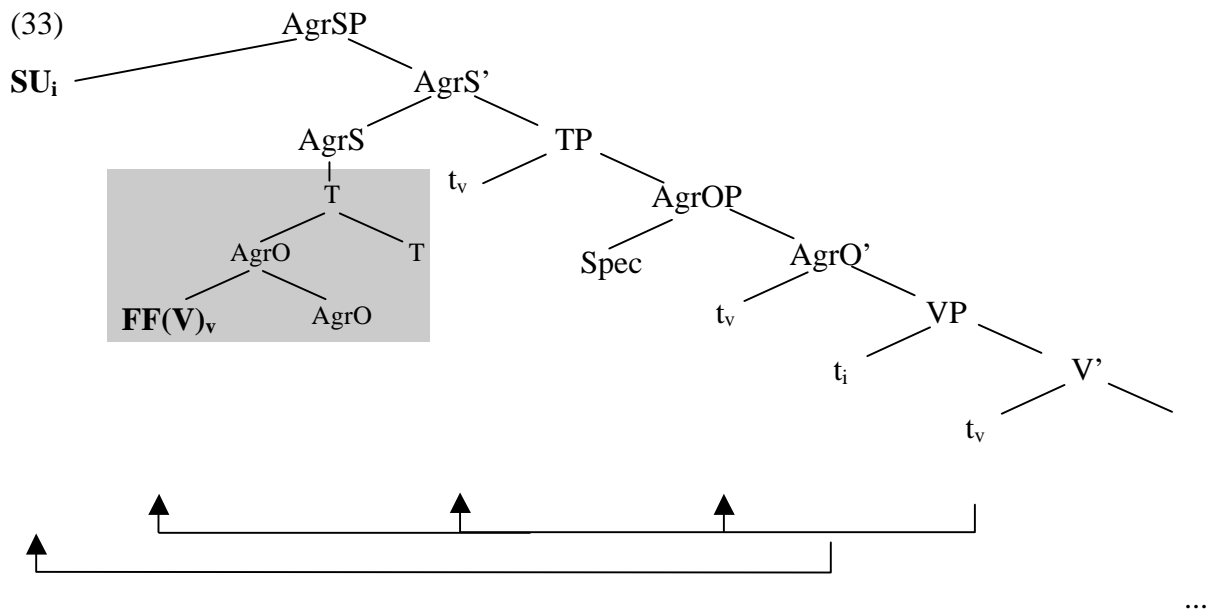 (33) AgrSP
SUᵢ AgrS’
AgrS TP
T tᵥ AgrOP
AgrO T Spec AgrO’
FF(V)ᵥ AgrO tᵥ VP
tᵢ V’
tᵥ
...